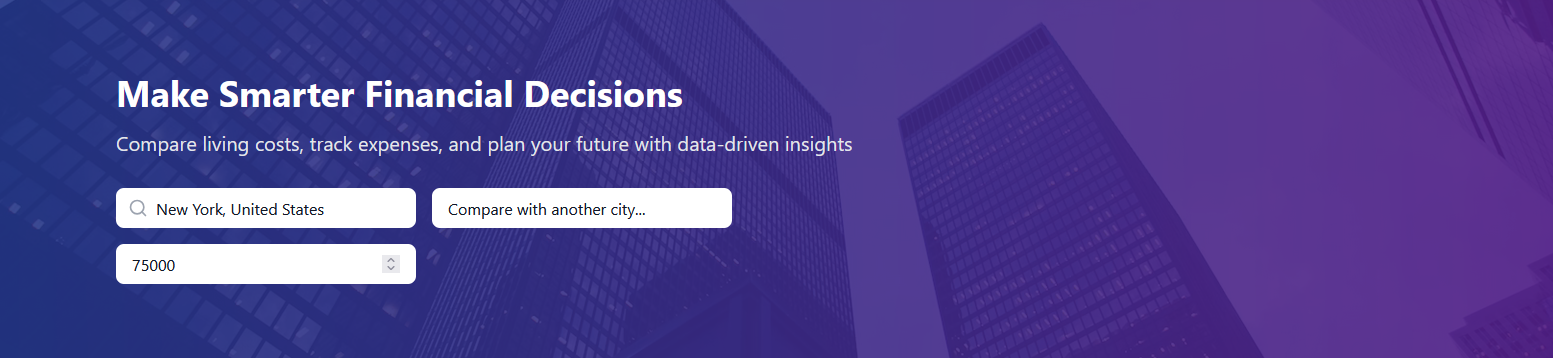 Make Smarter Financial Decisions
Compare living costs, track expenses, and plan your future with data-driven insights
New York, United States
Compare with another city...
75000